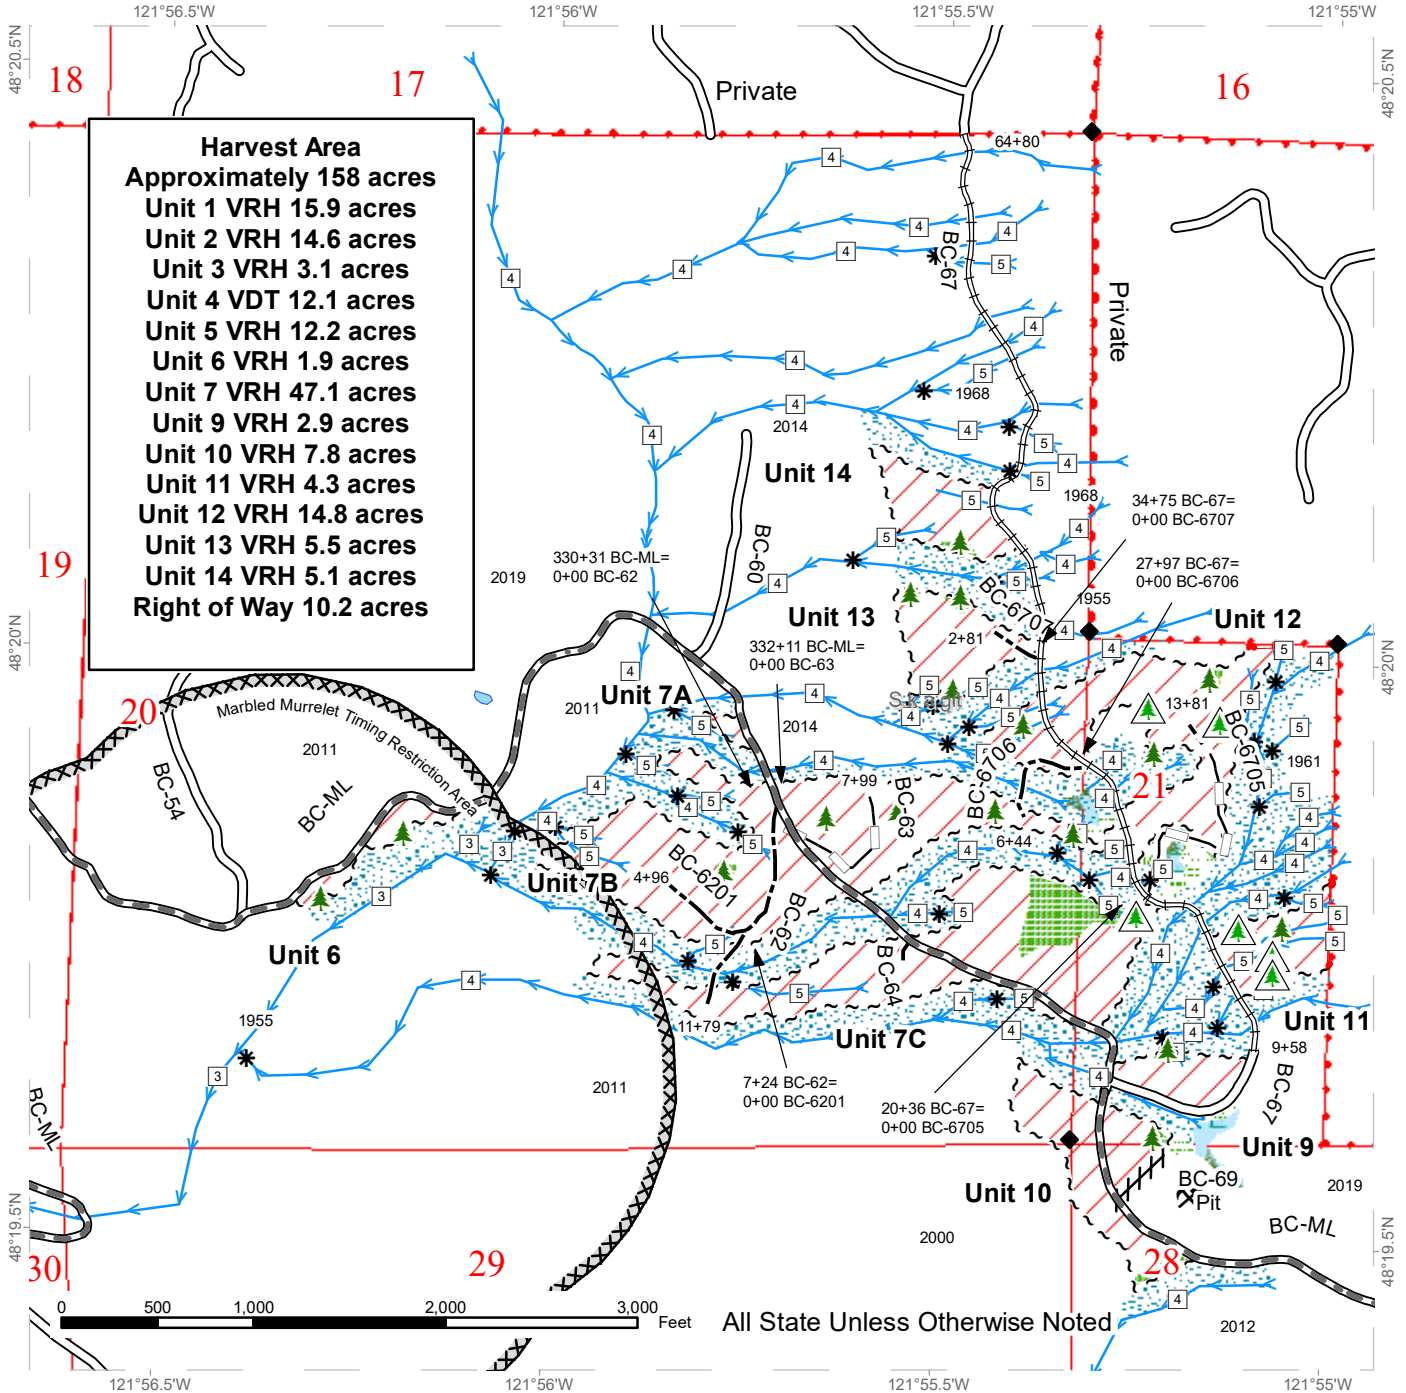 121°56.5'W
121°56'W
121°55.5'W
121°55'W
48°20.5'N
48°20.5'N
18
17
16
Private
64+80
Harvest Area
Approximately 158 acres
Unit 1 VRH 15.9 acres
Unit 2 VRH 14.6 acres
Unit 3 VRH 3.1 acres
Unit 4 VDT 12.1 acres
Unit 5 VRH 12.2 acres
Unit 6 VRH 1.9 acres
Unit 7 VRH 47.1 acres
Unit 9 VRH 2.9 acres
Unit 10 VRH 7.8 acres
Unit 11 VRH 4.3 acres
Unit 12 VRH 14.8 acres
Unit 13 VRH 5.5 acres
Unit 14 VRH 5.1 acres
Right of Way 10.2 acres
BC-67
Private
1968
2014
Unit 14
1968
34+75 BC-67=
0+00 BC-6707
19
2019
330+31 BC-ML=
0+00 BC-62
BC-60
27+97 BC-67=
0+00 BC-6706
1955
BC-6707
Unit 13
Unit 12
2+81
332+11 BC-ML=
0+00 BC-63
48°20'N
48°20'N
20
Marbled Murrelet Timing Restriction Area
2011
2011
Unit 7A
2014
Skagit
13+81
BC-6705
BC-6706
1961
21
BC-54
BC-ML
7+99
BC-63
6+44
Unit 7B
4+96
BC-6201
BC-62
BC-64
Unit 6
1955
11+79
Unit 7C
Unit 11
9+58
BC-67
2011
7+24 BC-62=
0+00 BC-6201
20+36 BC-67=
0+00 BC-6705
BC-ML
Unit 9
Unit 10
BC-69
Pit
2019
BC-ML
48°19.5'N
48°19.5'N
2000
30
29
28
0 500 1,000 2,000 3,000
Feet
All State Unless Otherwise Noted
2012
121°56.5'W
121°56'W
121°55.5'W
121°55'W